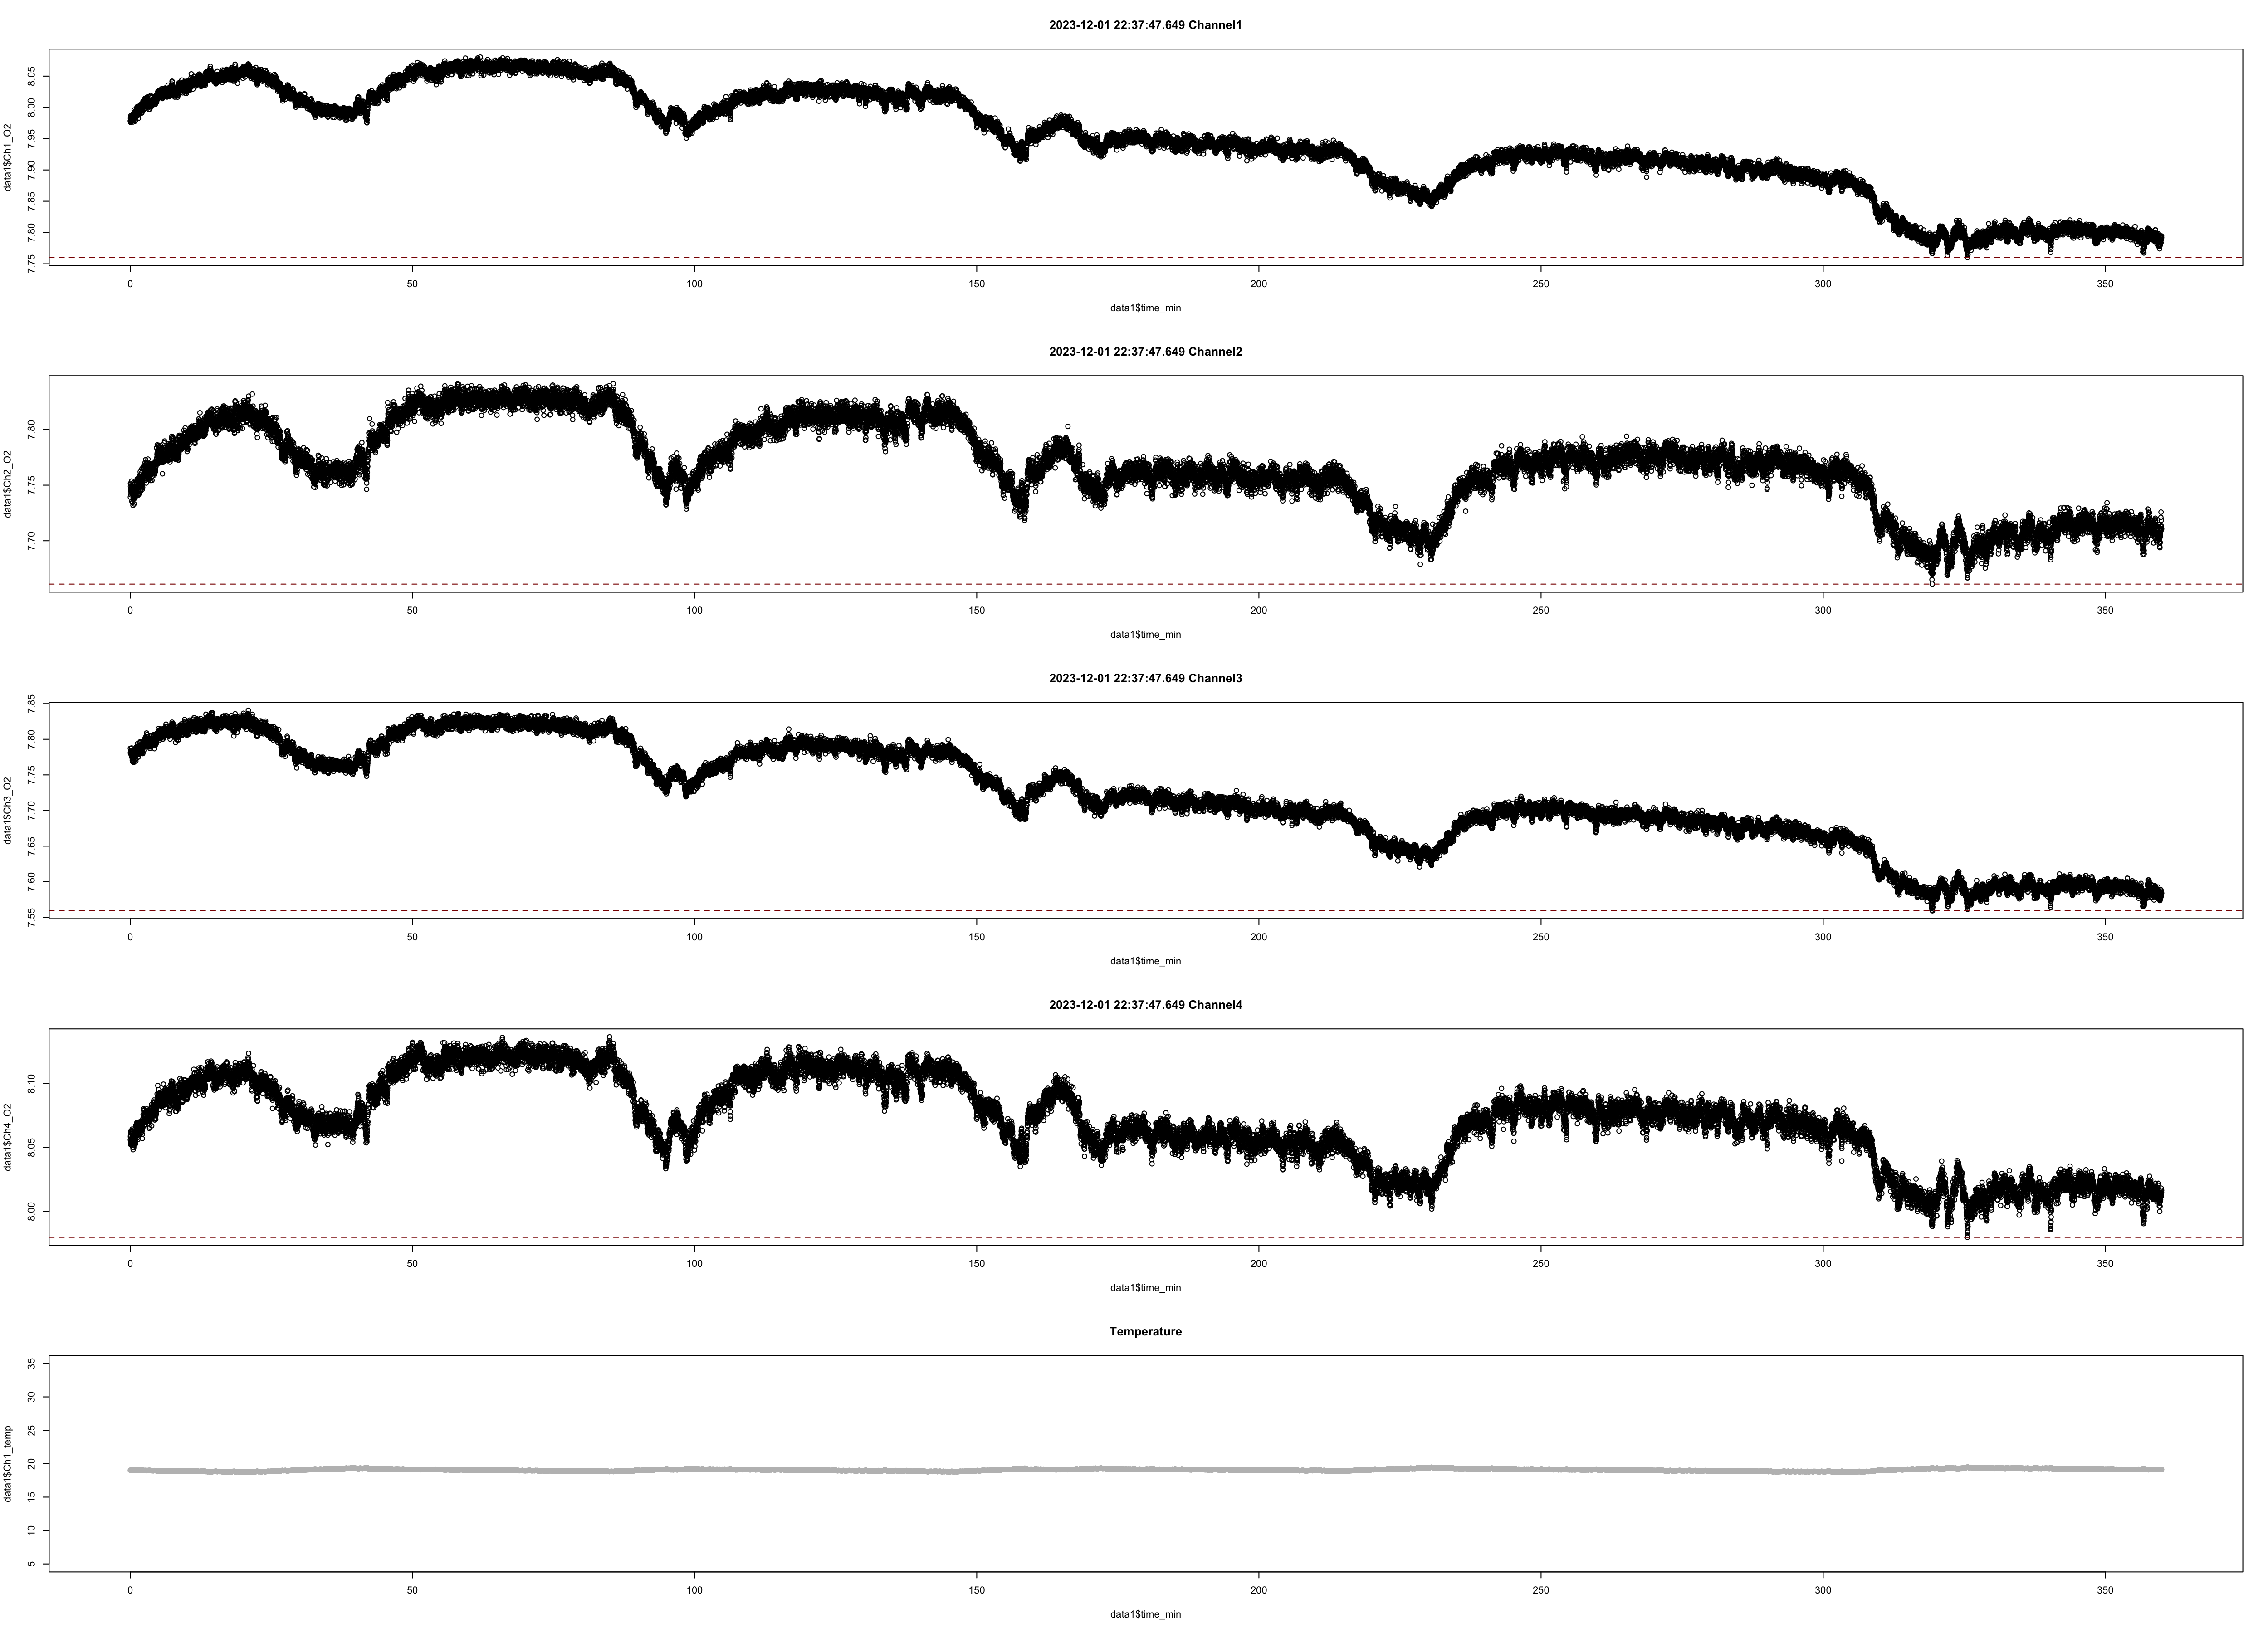 2023-12-01 22:37:47.649 Channel1
data1$Ch1_O2
7.75 7.80 7.85 7.90 7.95 8.00 8.05
0 50 100 150 200 250 300 350
data1$time_min
2023-12-01 22:37:47.649 Channel2
data1$Ch2_O2
7.70 7.75 7.80
0 50 100 150 200 250 300 350
data1$time_min
2023-12-01 22:37:47.649 Channel3
data1$Ch3_O2
7.55 7.60 7.65 7.70 7.75 7.80 7.85
0 50 100 150 200 250 300 350
data1$time_min
2023-12-01 22:37:47.649 Channel4
data1$Ch4_O2
8.00 8.05 8.10
0 50 100 150 200 250 300 350
data1$time_min
Temperature
data1$Ch1_temp
5 10 15 20 25 30 35
0 50 100 150 200 250 300 350
data1$time_min